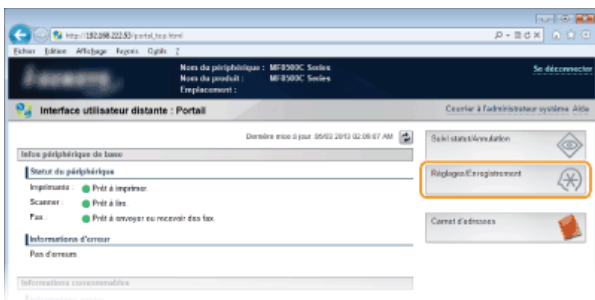 http://192.168.222.53/portal_top.html
Fichier Edition Affichage Favoris Outils ?
Nom du périphérique : MF8500C Series
Nom du produit : MF8500C Series
Emplacement :
Se déconnecter
Interface utilisateur distante : Portail
Courrier à l'administrateur système Aide
Dernière mise à jour :
2013 02:09:07 AM
Infos périphérique de base
Statut du périphérique
Imprimante : Prêt à imprimer.
Scanner : Prêt à lire.
Fax : Prêt à envoyer ou recevoir des fax.
Informations d'erreur
Pas d'erreurs.
Informations consommables
Suivi statut/Annulation
Réglages/Enregistrement
Carnet d'adresses